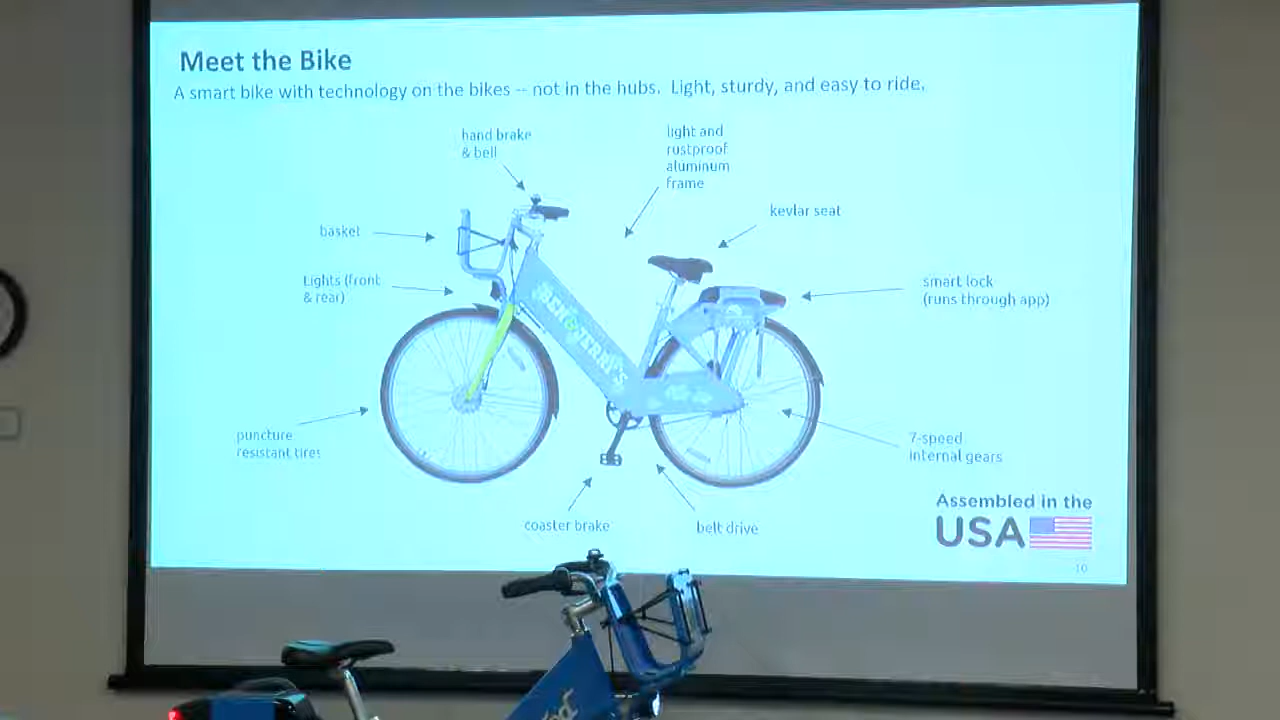 Meet the Bike
A smart bike with technology on the bikes -- not in the hubs. Light, sturdy, and easy to ride.
hand brake
& bell
light and
rustproof
aluminum
frame
kevlar seat
basket
Lights (front
& rear)
smart lock
(runs through app)
BEN & JERRY'S
puncture
resistant tires
7-speed
internal gears
coaster brake
belt drive
Assembled in the
USA
10